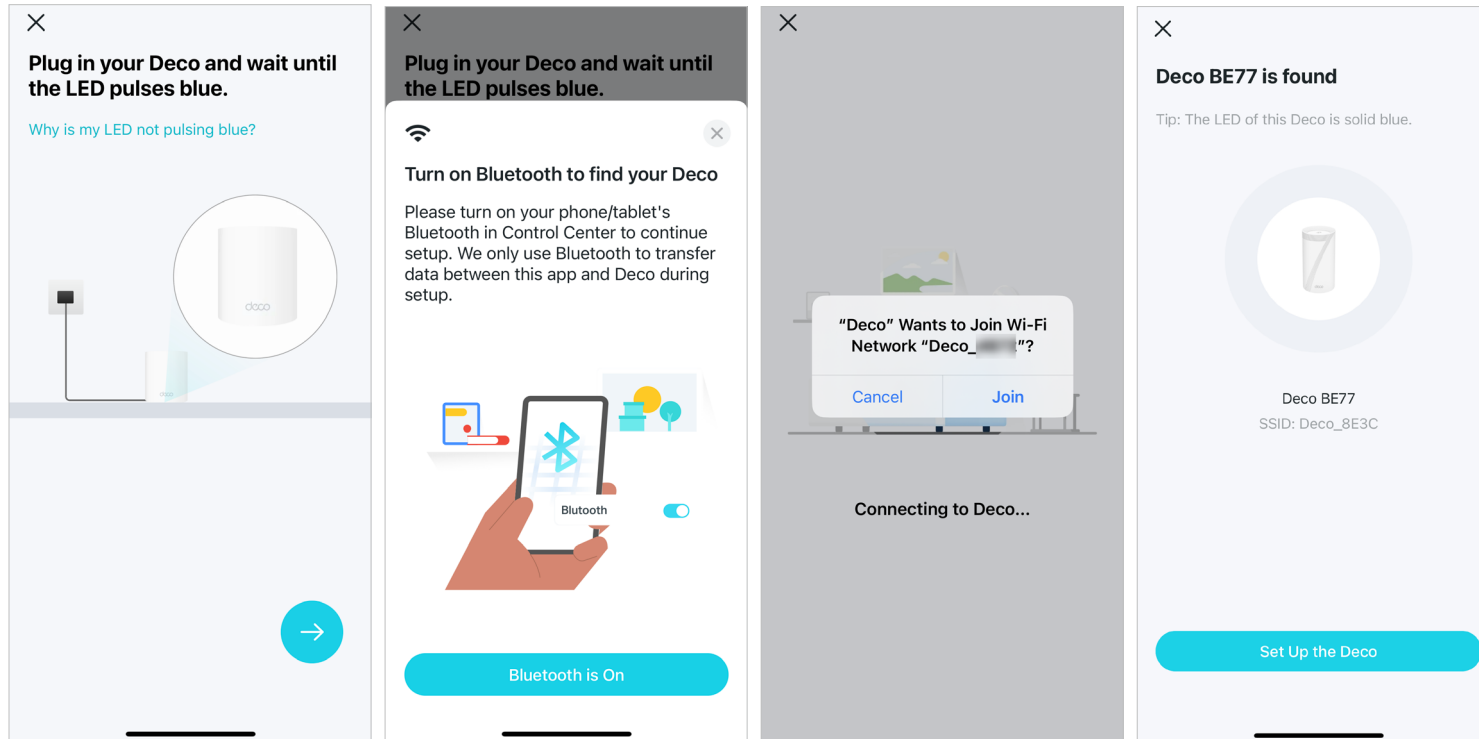 Plug in your Deco and wait until
the LED pulses blue.
Why is my LED not pulsing blue?
deco
deco
Plug in your Deco and wait until
the LED pulses blue.
Turn on Bluetooth to find your Deco
Please turn on your phone/tablet's
Bluetooth in Control Center to continue
setup. We only use Bluetooth to transfer
data between this app and Deco during
setup.
Blutooth
Bluetooth is On
“Deco” Wants to Join Wi-Fi
Network “Deco_ ”?
Cancel
Join
Connecting to Deco...
Deco BE77 is found
Tip: The LED of this Deco is solid blue.
deco
Deco BE77
SSID: Deco_8E3C
Set Up the Deco